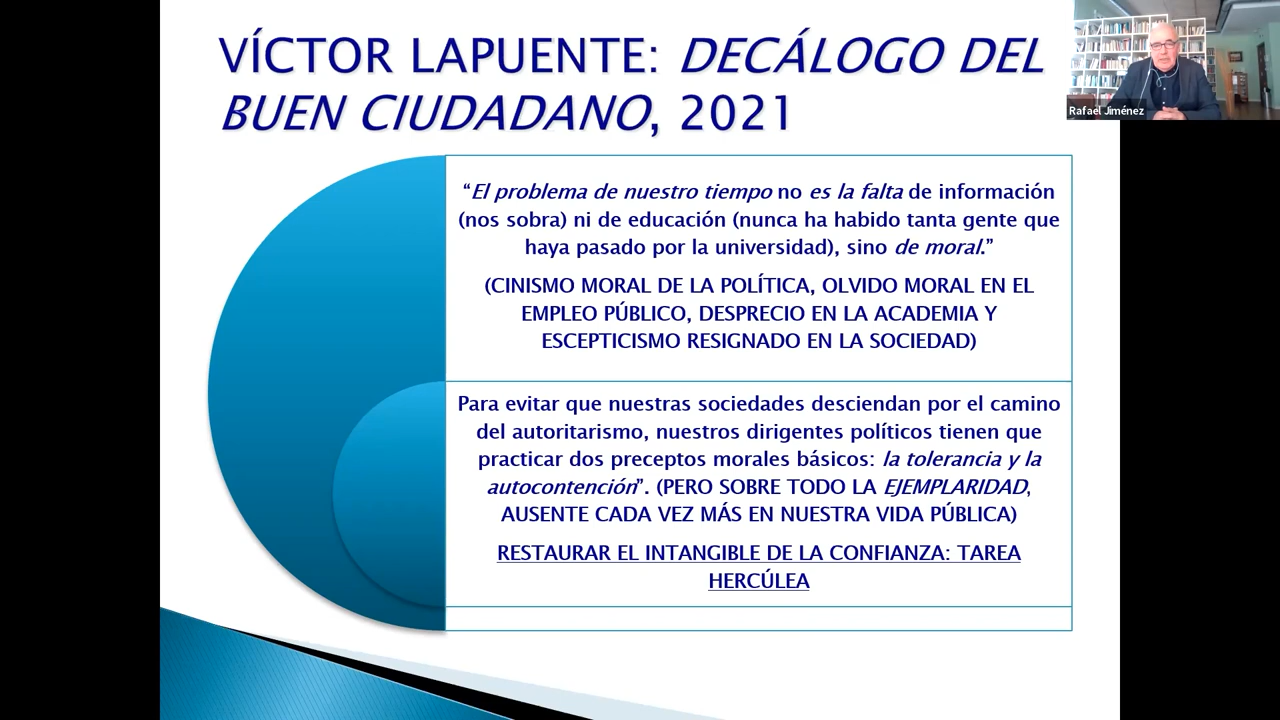 VÍCTOR LAPUENTE: DECÁLOGO DEL
BUEN CIUDADANO, 2021
“El problema de nuestro tiempo no es la falta de información
(nos sobra) ni de educación (nunca ha habido tanta gente que
haya pasado por la universidad), sino de moral.”
(CINISMO MORAL DE LA POLÍTICA, OLVIDO MORAL EN EL
EMPLEO PÚBLICO, DESPRECIO EN LA ACADEMIA Y
ESCEPTICISMO RESIGNADO EN LA SOCIEDAD)
Para evitar que nuestras sociedades desciendan por el camino
del autoritarismo, nuestros dirigentes políticos tienen que
practicar dos preceptos morales básicos: la tolerancia y la
autocontención”. (PERO SOBRE TODO LA EJEMPLARIDAD,
AUSENTE CADA VEZ MÁS EN NUESTRA VIDA PÚBLICA)
RESTAURAR EL INTANGIBLE DE LA CONFIANZA: TAREA
HERCÚLEA
Rafael Jiménez